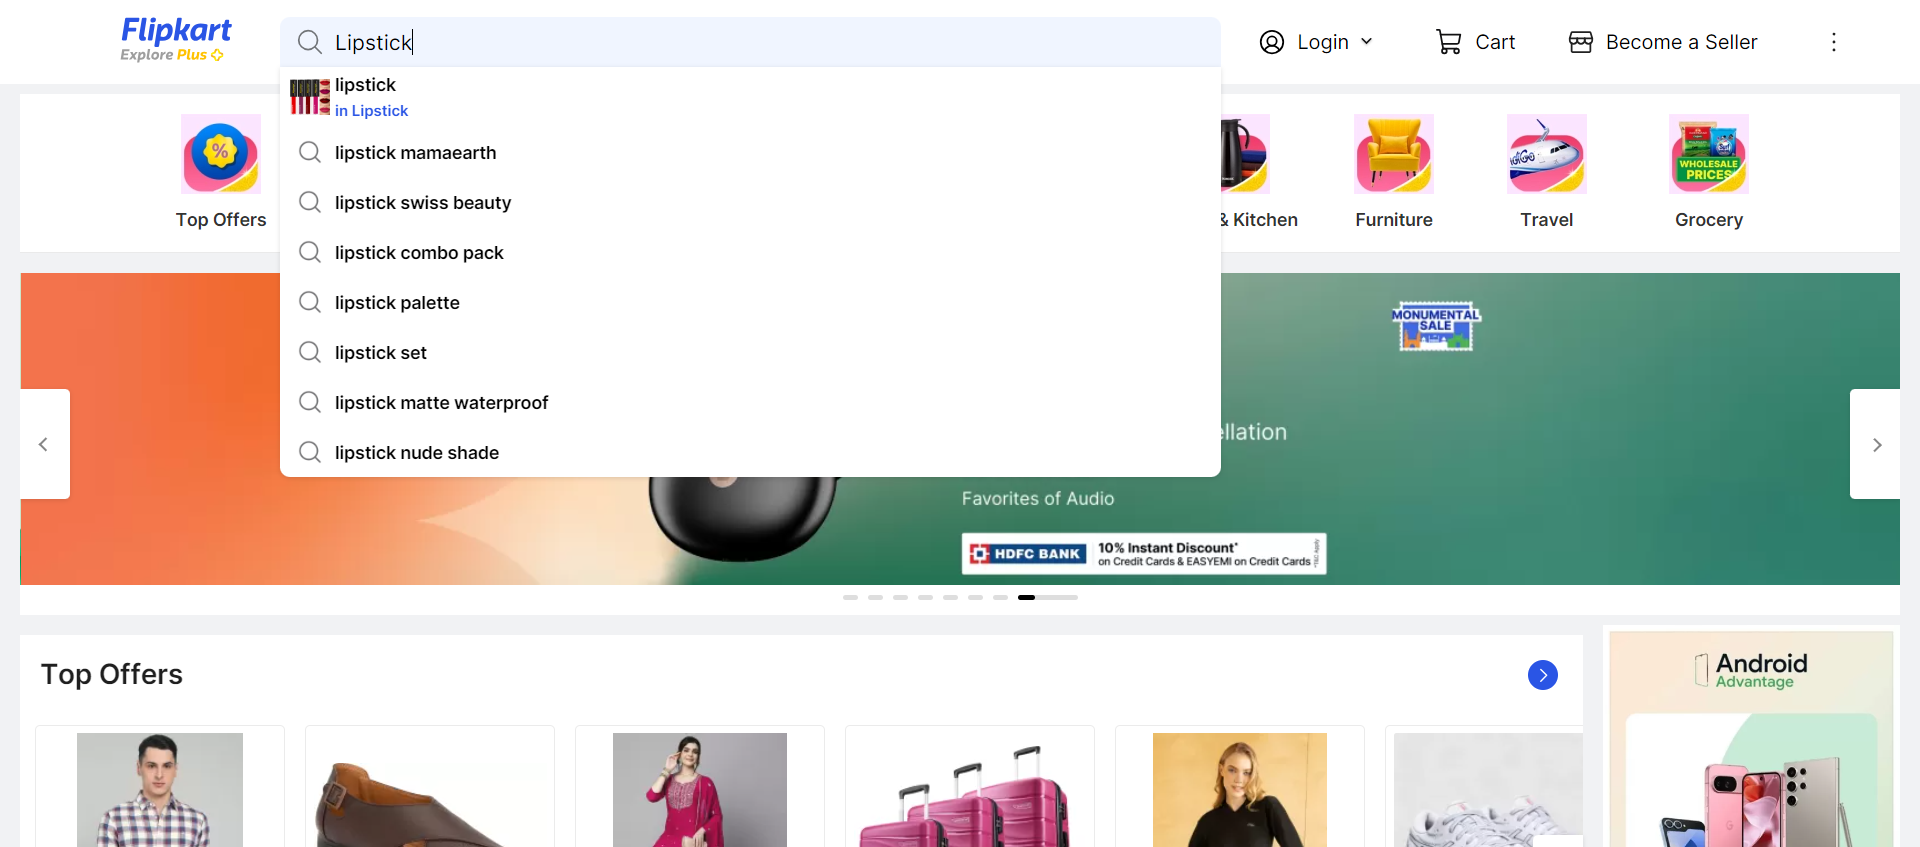 Flipkart
Explore Plus
Lipstick
Login
Cart
Become a Seller
lipstick
in Lipstick
lipstick mamaearth
lipstick swiss beauty
lipstick combo pack
lipstick palette
lipstick set
lipstick matte waterproof
lipstick nude shade
%
Top Offers
& Kitchen
Furniture
IndiGo
Travel
WHOLESALE
PRICES
Grocery
MONUMENTAL
SALE
ellation
Favorites of Audio
HDFC BANK
10% Instant Discount*
on Credit Cards & EASYEMI on Credit Cards
Top Offers
Android
Advantage